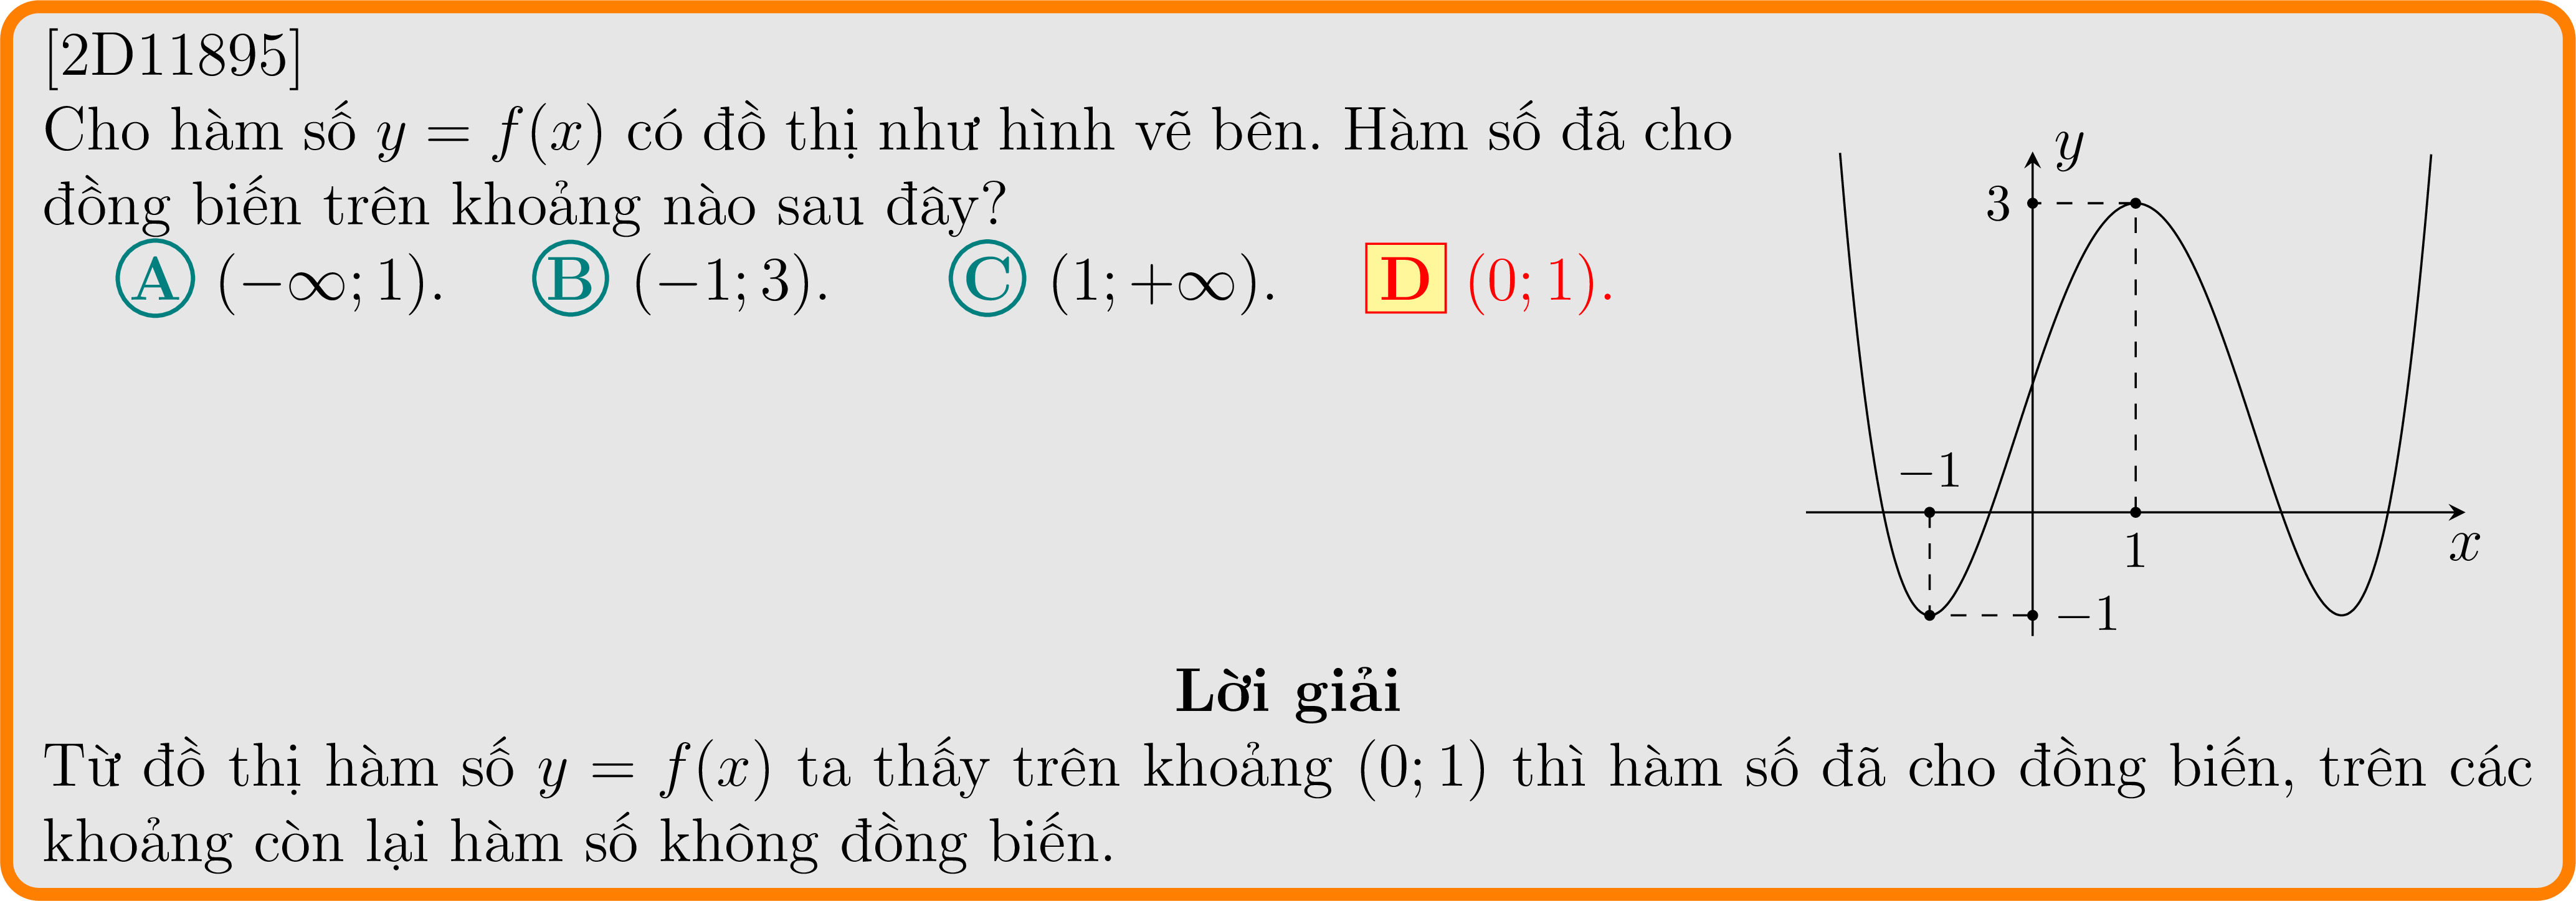 [2D11895]
Cho hàm số y = f(x) có đồ thị như hình vẽ bên. Hàm số đã cho
đồng biến trên khoảng nào sau đây?
A (−∞; 1). B (−1; 3). C (1; +∞). D (0; 1).
y
3
−1
1
x
−1
Lời giải
Từ đồ thị hàm số y = f(x) ta thấy trên khoảng (0; 1) thì hàm số đã cho đồng biến, trên các
khoảng còn lại hàm số không đồng biến.